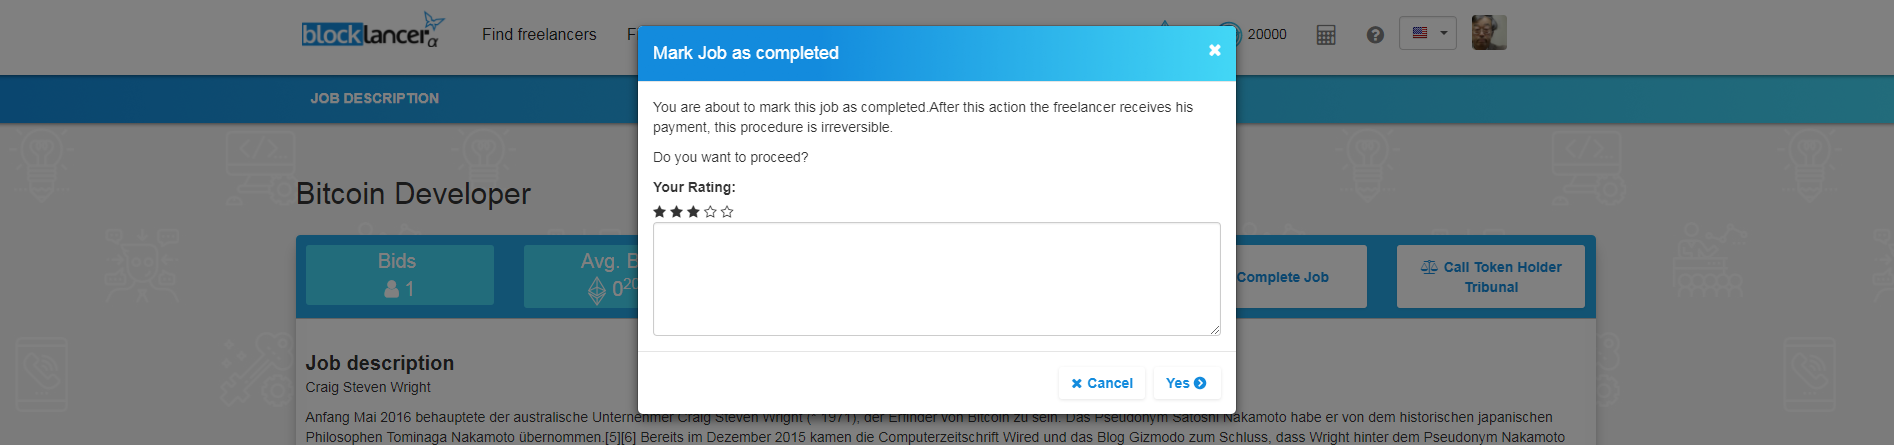 blocklancer α
Find freelancers
F
20000
Mark Job as completed
JOB DESCRIPTION
You are about to mark this job as completed.After this action the freelancer receives his
payment, this procedure is irreversible.
Do you want to proceed?
Your Rating:
Bitcoin Developer
Bids
1
Avg. B
0²⁰
Complete Job
Call Token Holder
Tribunal
Cancel
Yes
Job description
Craig Steven Wright
Anfang Mai 2016 behauptete der australische Unternehmer Craig Steven Wright (* 1971), der Erfinder von Bitcoin zu sein. Das Pseudonym Satoshi Nakamoto habe er von dem historischen japanischen
Philosophen Tominaga Nakamoto übernommen.[5][6] Bereits im Dezember 2015 kamen die Computerzeitschrift Wired und das Blog Gizmodo zum Schluss, dass Wright hinter dem Pseudonym Nakamoto